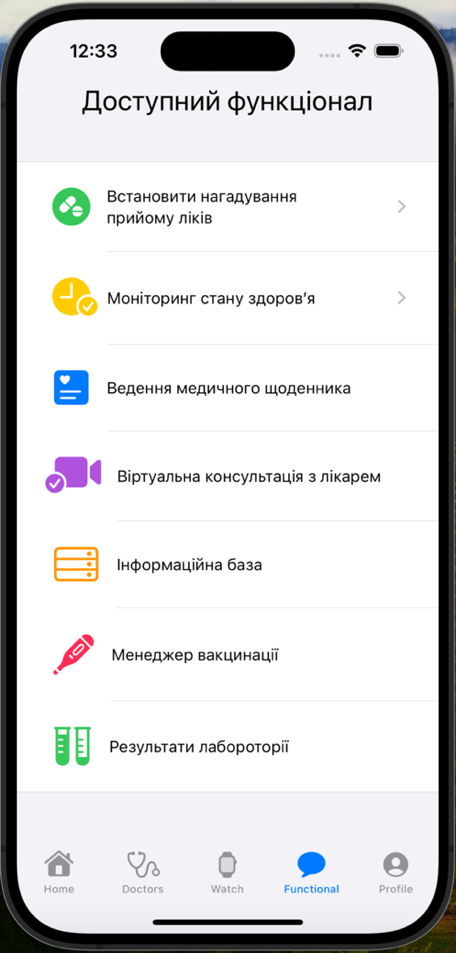 12:33
Доступний функціонал
Встановити нагадування
прийому ліків
Моніторинг стану здоров’я
Ведення медичного щоденника
Віртуальна консультація з лікарем
Інформаційна база
Менеджер вакцинації
Результати лабороторії
Home
Doctors
Watch
Functional
Profile